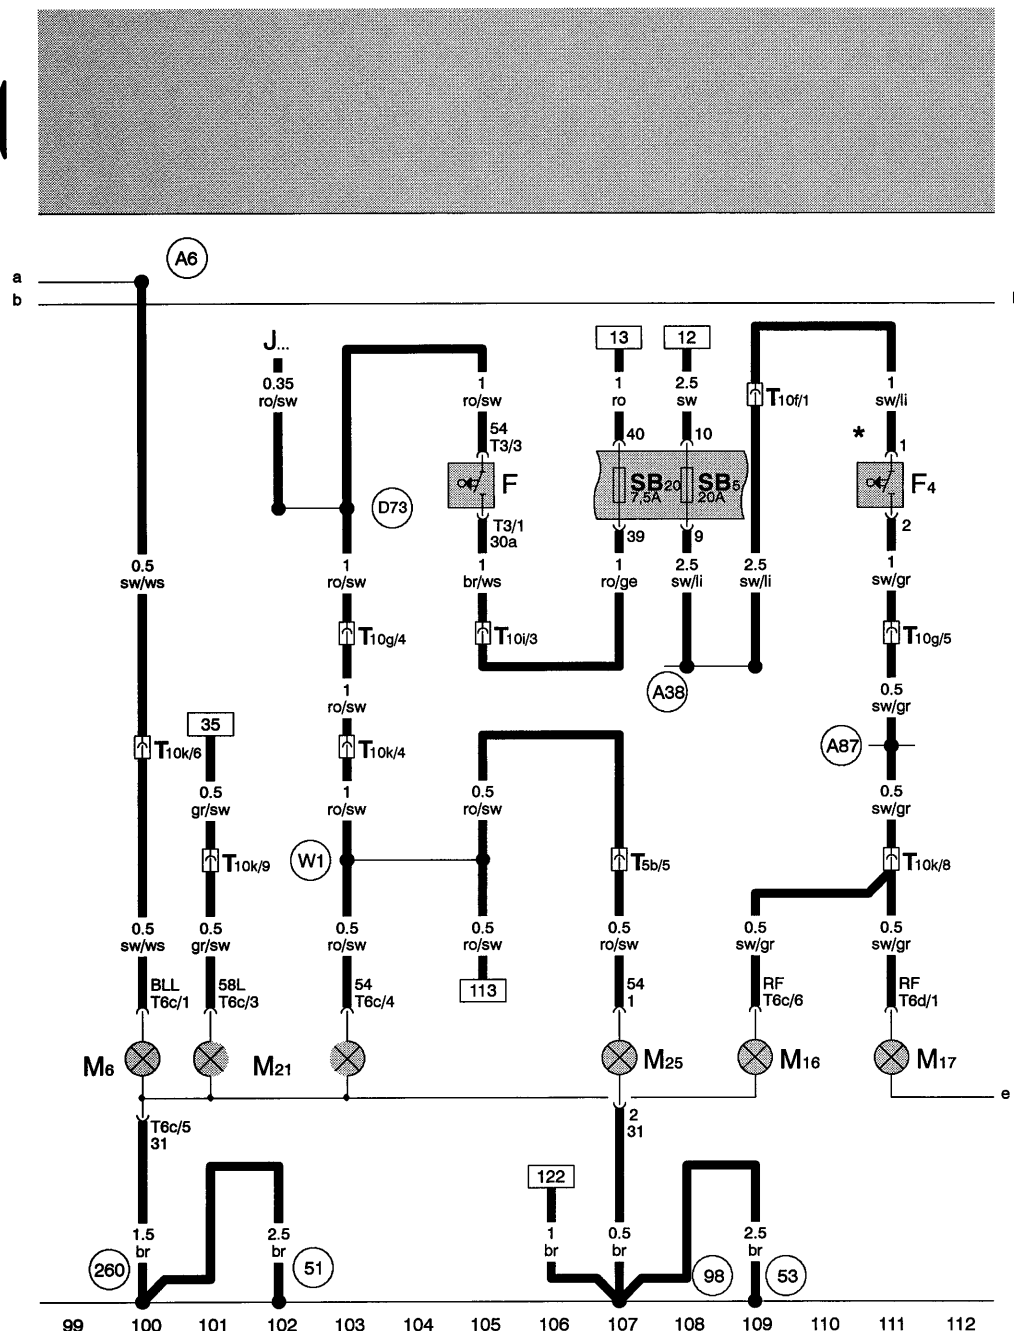 A6
a
b
J...
13
12
0.35
ro/sw
1
ro/sw
1
ro
2.5
sw
T10f/1
1
sw/li
54
T3/3
40
10
*
1
F
SB20
7,5A
SB5
20A
F4
D73
T3/1
30a
39
9
2
0.5
sw/ws
1
ro/sw
1
br/ws
1
ro/ge
2.5
sw/li
2.5
sw/li
1
sw/gr
T10g/4
T10i/3
T10g/5
1
ro/sw
A38
0.5
sw/gr
35
T10k/6
T10k/4
A87
0.5
gr/sw
1
ro/sw
0.5
ro/sw
0.5
sw/gr
T10k/9
W1
T5b/5
T10k/8
0.5
sw/ws
0.5
gr/sw
0.5
ro/sw
0.5
ro/sw
0.5
ro/sw
0.5
sw/gr
0.5
sw/gr
BLL
T6c/1
58L
T6c/3
54
T6c/4
113
54
1
RF
T6c/6
RF
T6d/1
M6
M21
M25
M16
M17
e
T6c/5
31
2
31
122
1.5
br
2.5
br
1
br
0.5
br
2.5
br
260
51
98
53
99 100 101 102 103 104 105 106 107 108 109 110 111 112